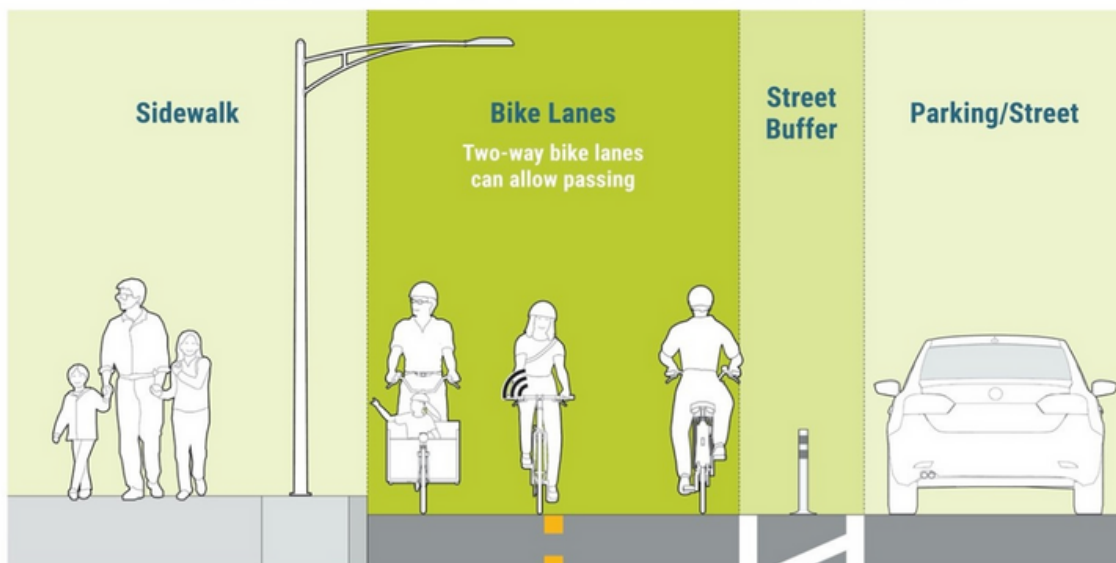 Sidewalk
Bike Lanes
Two-way bike lanes
can allow passing
Street
Buffer
Parking/Street